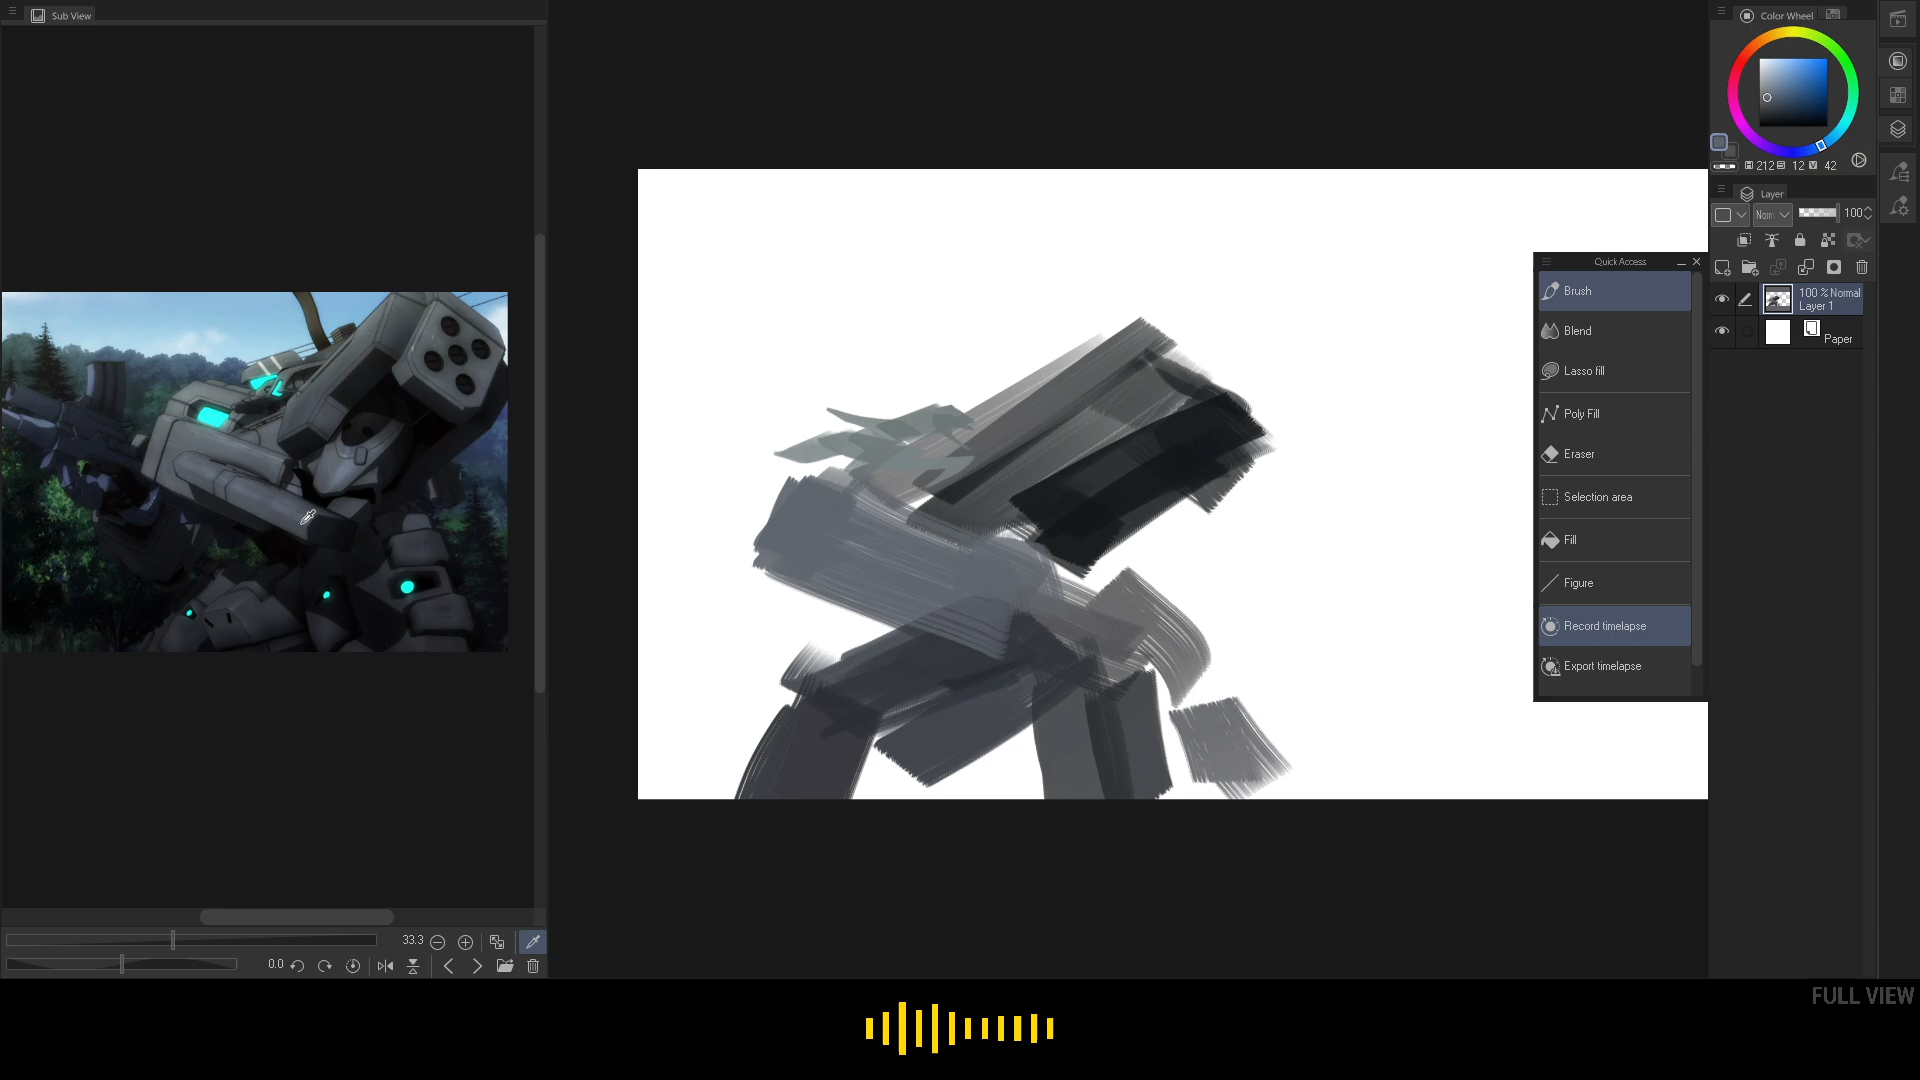 Sub View
Color Wheel
212 12 42
Layer
Norr 100
100 % Normal
Layer 1
Paper
Quick Access
Brush
Blend
Lasso fill
Poly Fill
Eraser
Selection area
Fill
Figure
Record timelapse
Export timelapse
33.3
0.0
FULL VIEW